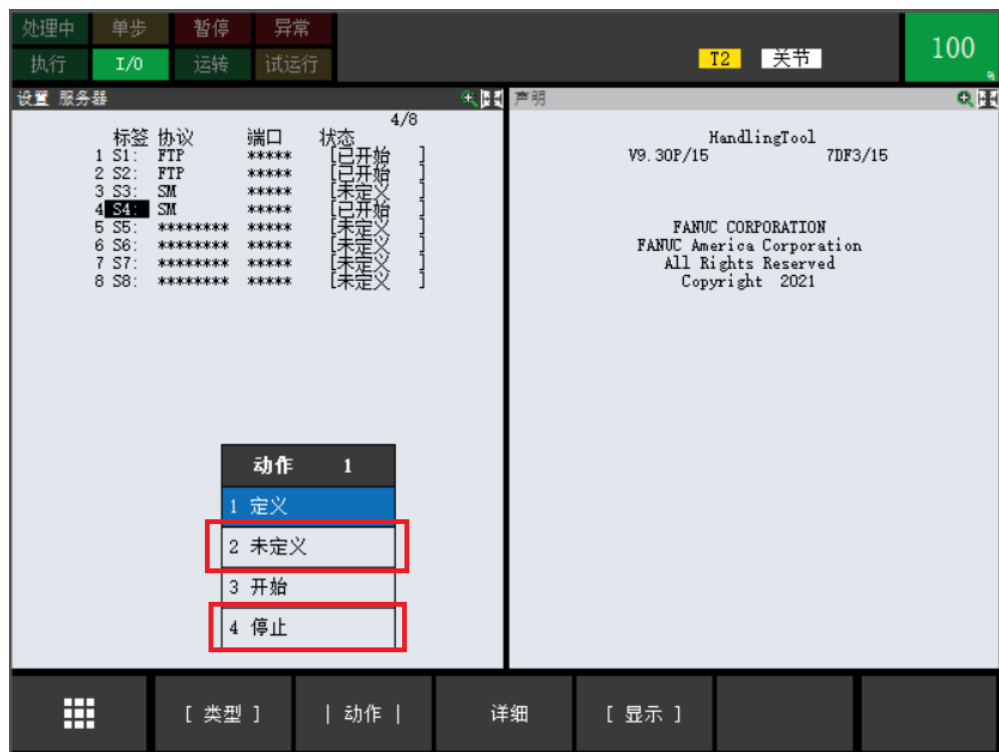 处理中 单步 暂停 异常
执行 I/O 运转 试运行 T2 关节 100 %
设置 服务器
4/8
标签 协议 端口 状态
1 S1: FTP ***** [已开始 ]
2 S2: FTP ***** [已开始 ]
3 S3: SM ***** [未定义 ]
4 S4: SM ***** [已开始 ]
5 S5: ******** ***** [未定义 ]
6 S6: ******** ***** [未定义 ]
7 S7: ******** ***** [未定义 ]
8 S8: ******** ***** [未定义 ]
动作 1
1 定义
2 未定义
3 开始
4 停止
声明
HandlingTool
V9.30P/15 7DF3/15
FANUC CORPORATION
FANUC America Corporation
All Rights Reserved
Copyright 2021
[ 类型 ] | 动作 | 详细 [ 显示 ]